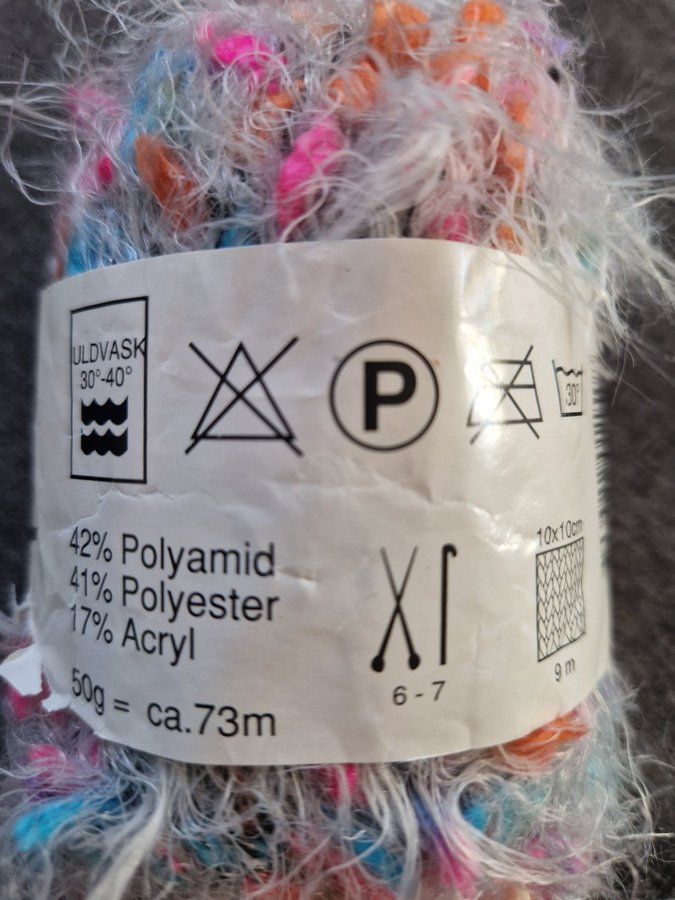 ULDVASK
30°-40°
P
30°
42% Polyamid
41% Polyester
17% Acryl
50g = ca.73m
6 - 7
10x10cm
9 m